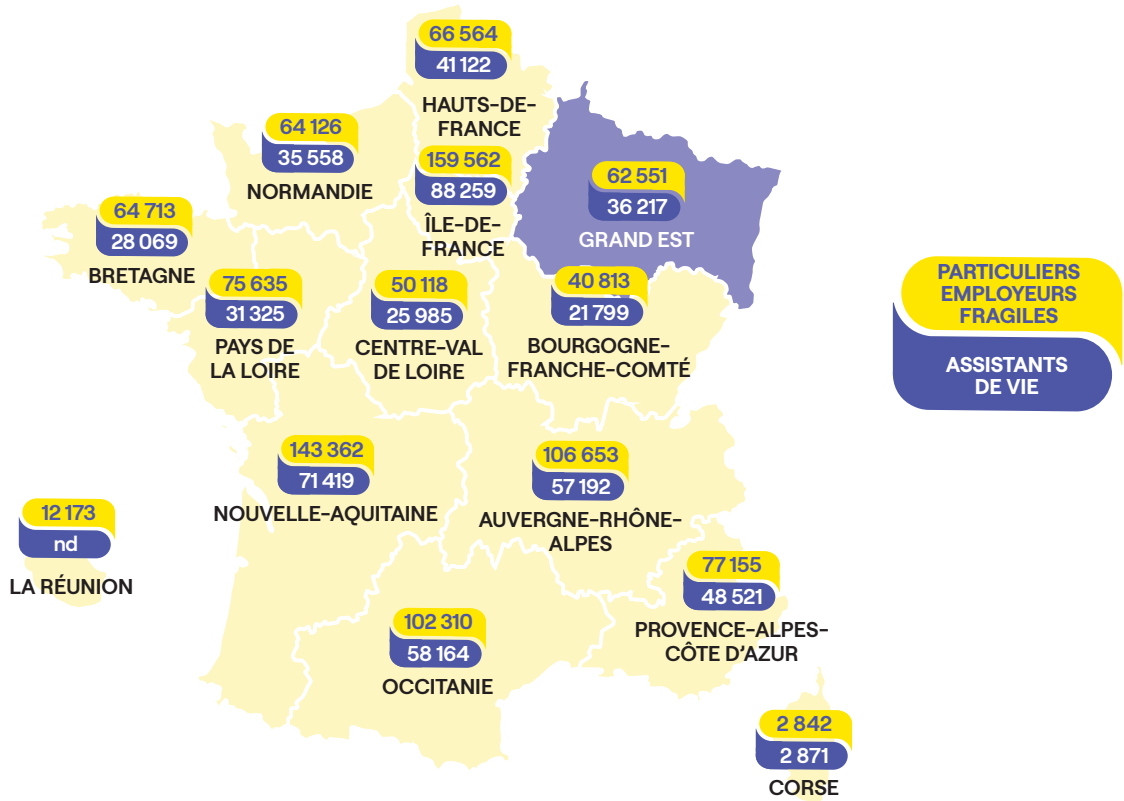 66 564
41 122
HAUTS-DE-
FRANCE
64 126
35 558
NORMANDIE
159 562
88 259
ÎLE-DE-
FRANCE
62 551
36 217
GRAND EST
64 713
28 069
BRETAGNE
75 635
31 325
PAYS DE
LA LOIRE
50 118
25 985
CENTRE-VAL
DE LOIRE
40 813
21 799
BOURGOGNE-
FRANCHE-COMTÉ
PARTICULIERS
EMPLOYEURS
FRAGILES
ASSISTANTS
DE VIE
143 362
71 419
NOUVELLE-AQUITAINE
106 653
57 192
AUVERGNE-RHÔNE-
ALPES
12 173
nd
LA RÉUNION
77 155
48 521
PROVENCE-ALPES-
CÔTE D'AZUR
102 310
58 164
OCCITANIE
2 842
2 871
CORSE